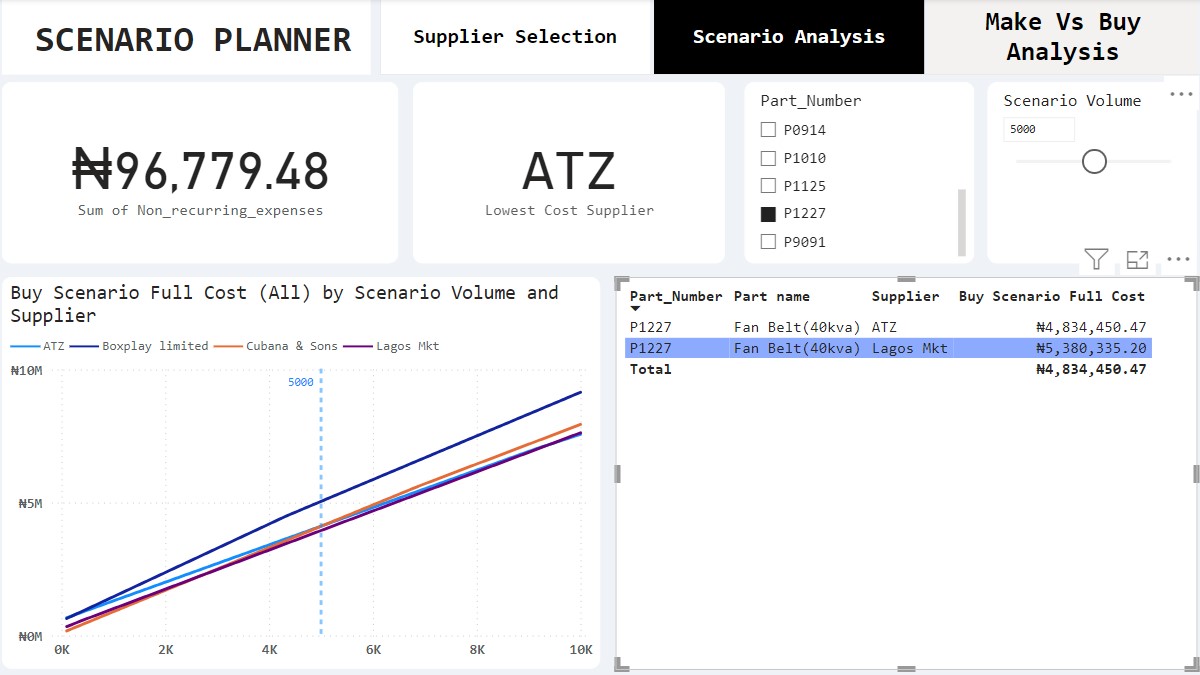 SCENARIO PLANNER
Supplier Selection
Scenario Analysis
Make Vs Buy
Analysis
₦96,779.48
Sum of Non_recurring_expenses
ATZ
Lowest Cost Supplier
Part_Number
P0914
P1010
P1125
P1227
P9091
Scenario Volume
5000
Buy Scenario Full Cost (All) by Scenario Volume and
Supplier
ATZ Boxplay limited Cubana & Sons Lagos Mkt
₦10M
5000
₦5M
₦0M
0K 2K 4K 6K 8K 10K
Part_Number Part name Supplier Buy Scenario Full Cost
P1227 Fan Belt(40kva) ATZ ₦4,834,450.47
P1227 Fan Belt(40kva) Lagos Mkt ₦5,380,335.20
Total ₦4,834,450.47